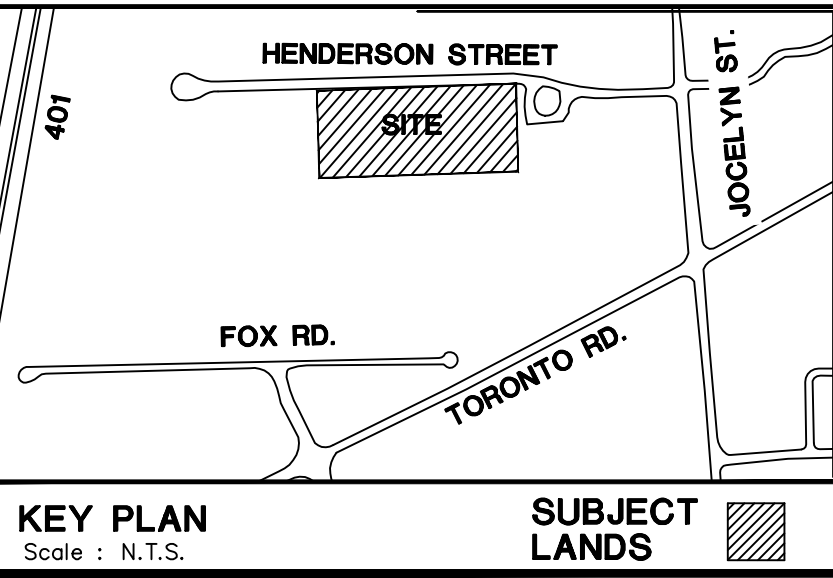 HENDERSON STREET
JOCELYN ST.
401
SITE
FOX RD.
TORONTO RD.
KEY PLAN
Scale : N.T.S.
SUBJECT
LANDS